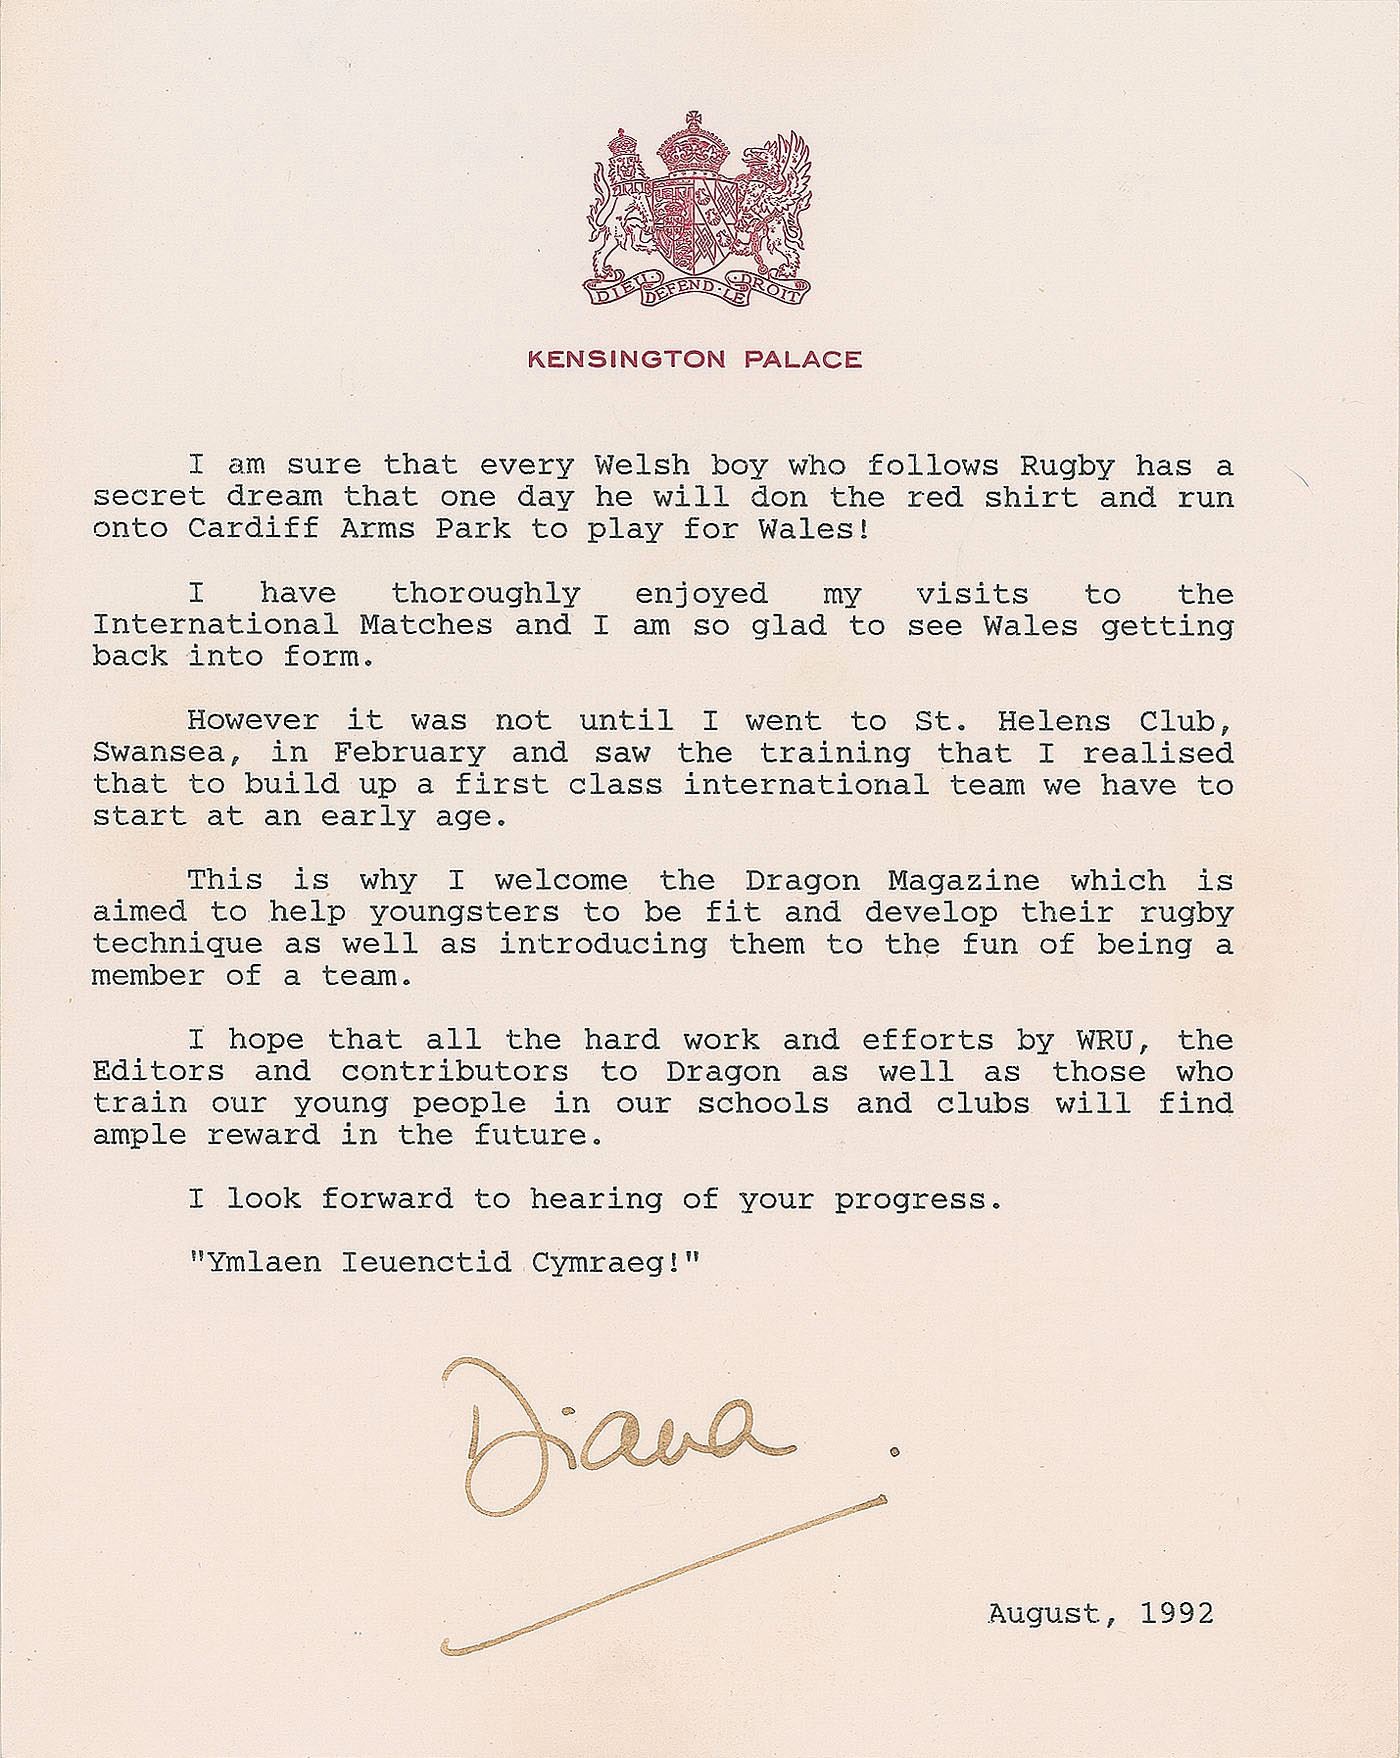 DIEU · DEFEND · LE DROIT
KENSINGTON PALACE
I am sure that every Welsh boy who follows Rugby has a
secret dream that one day he will don the red shirt and run
onto Cardiff Arms Park to play for Wales!
I have thoroughly enjoyed my visits to the
International Matches and I am so glad to see Wales getting
back into form.
However it was not until I went to St. Helens Club,
Swansea, in February and saw the training that I realised
that to build up a first class international team we have to
start at an early age.
This is why I welcome the Dragon Magazine which is
aimed to help youngsters to be fit and develop their rugby
technique as well as introducing them to the fun of being a
member of a team.
I hope that all the hard work and efforts by WRU, the
Editors and contributors to Dragon as well as those who
train our young people in our schools and clubs will find
ample reward in the future.
I look forward to hearing of your progress.
"Ymlaen Ieuenctid Cymraeg!"
Diana.
August, 1992